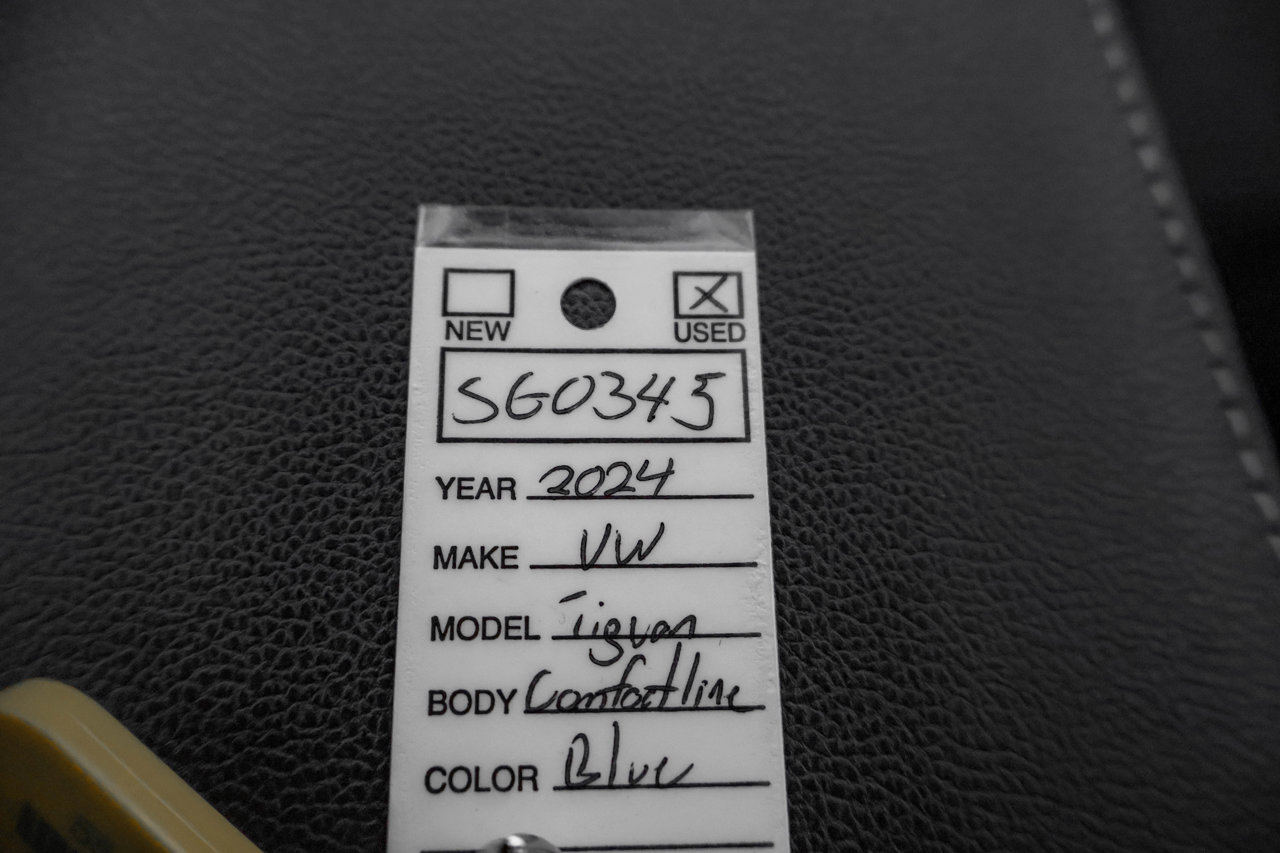 NEW USED
SG0345
YEAR 2024
MAKE VW
MODEL Tiguan
BODY Comfortline
COLOR Blue